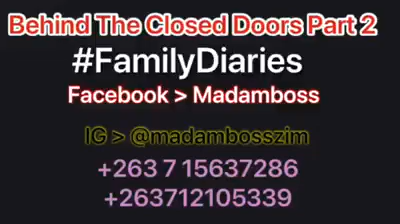 Behind The Closed Doors Part 2
#FamilyDiaries
Facebook > Madamboss
IG > @madambosszim
+263 7 15637286
+263712105339